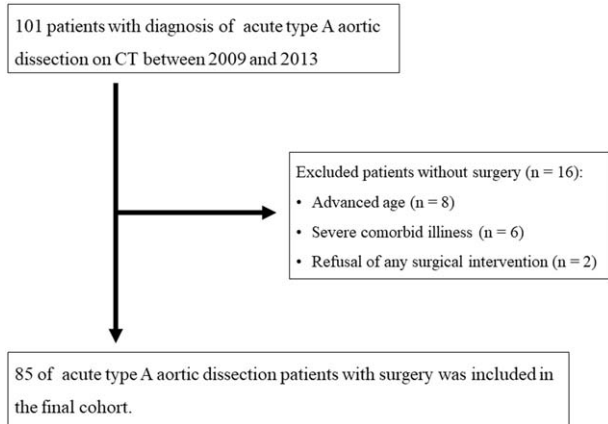 101 patients with diagnosis of acute type A aortic
dissection on CT between 2009 and 2013
Excluded patients without surgery (n = 16):
• Advanced age (n = 8)
• Severe comorbid illness (n = 6)
• Refusal of any surgical intervention (n = 2)
85 of acute type A aortic dissection patients with surgery was included in
the final cohort.